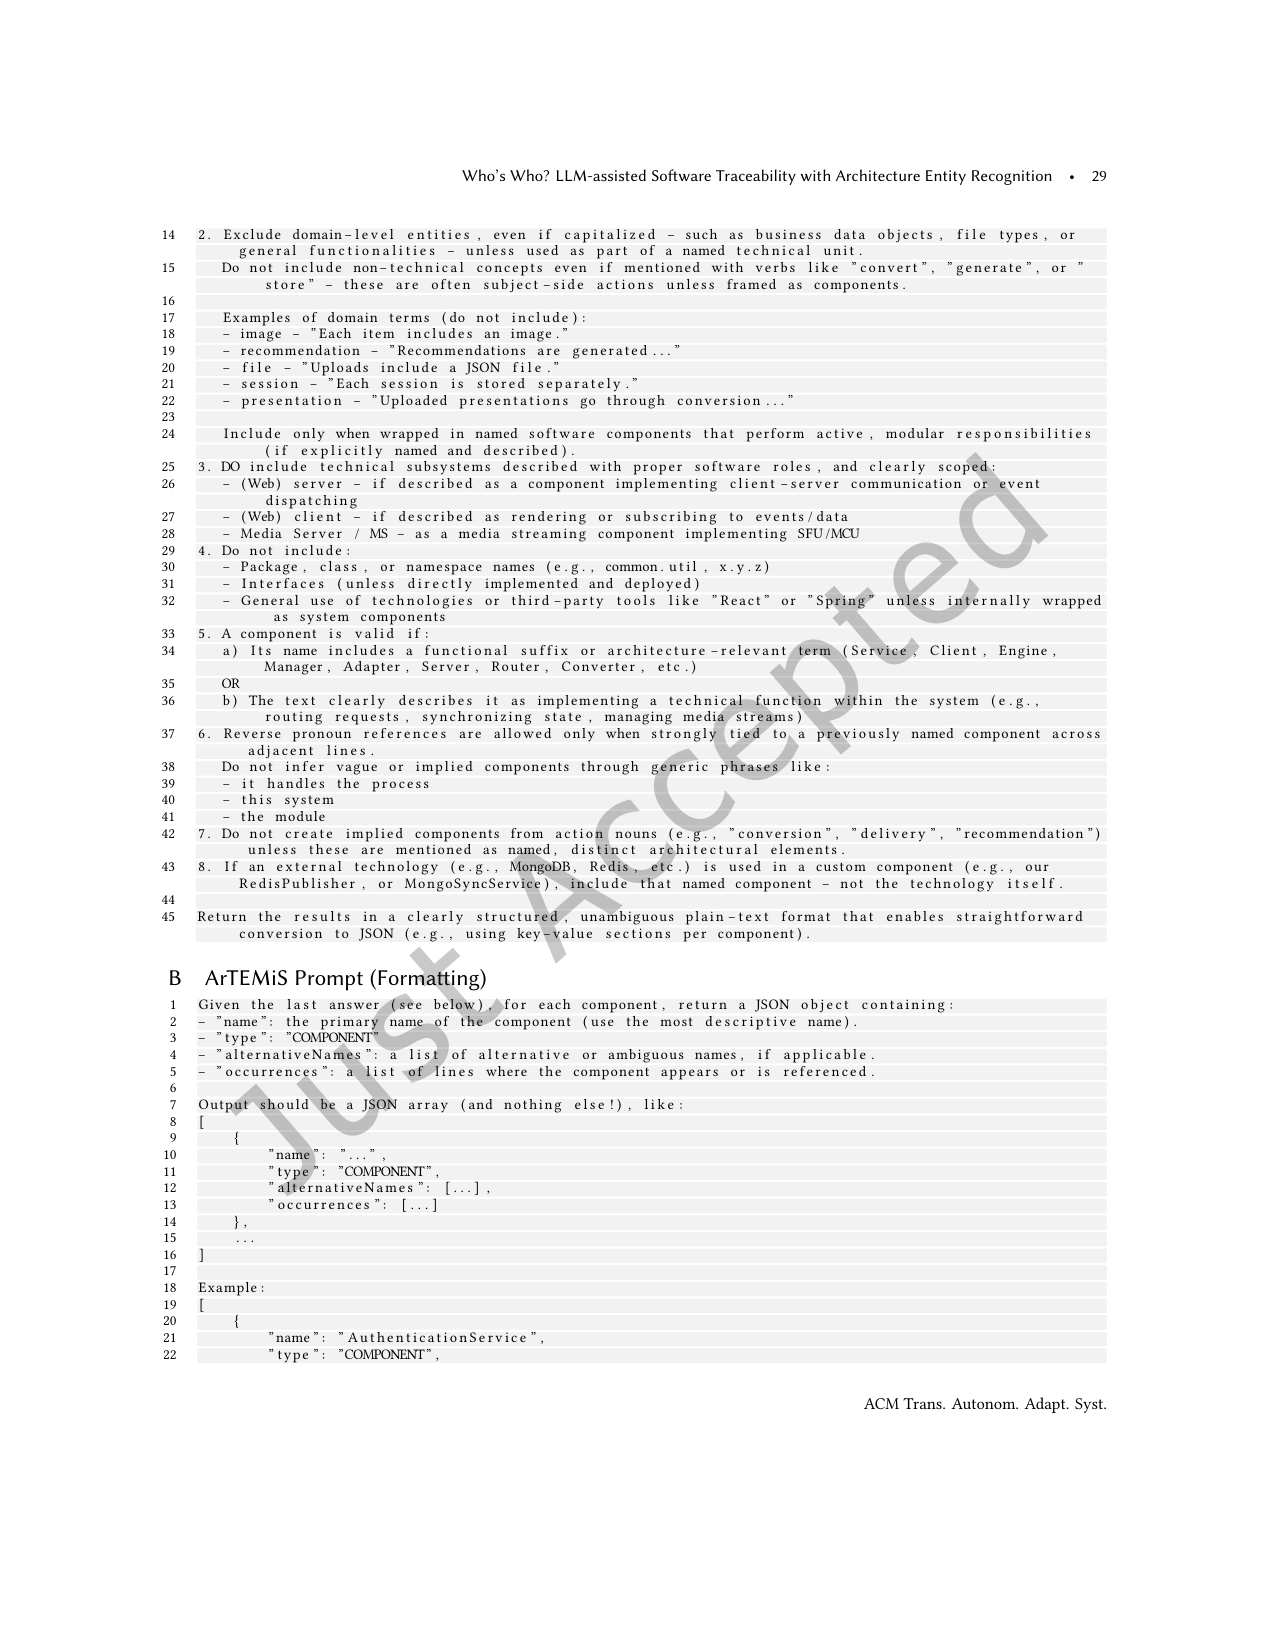 Who's Who? LLM-assisted Software Traceability with Architecture Entity Recognition • 29
14 2. Exclude domain-level entities, even if capitalized – such as business data objects, file types, or
general functionalities – unless used as part of a named technical unit.
15 Do not include non-technical concepts even if mentioned with verbs like "convert", "generate", or "
store" – these are often subject-side actions unless framed as components.
16
17 Examples of domain terms (do not include):
18 – image – "Each item includes an image."
19 – recommendation – "Recommendations are generated..."
20 – file – "Uploads include a JSON file."
21 – session – "Each session is stored separately."
22 – presentation – "Uploaded presentations go through conversion..."
23
24 Include only when wrapped in named software components that perform active, modular responsibilities
(if explicitly named and described).
25 3. DO include technical subsystems described with proper software roles, and clearly scoped:
26 – (Web) server – if described as a component implementing client-server communication or event
dispatching
27 – (Web) client – if described as rendering or subscribing to events/data
28 – Media Server / MS – as a media streaming component implementing SFU/MCU
29 4. Do not include:
30 – Package, class, or namespace names (e.g., common.util, x.y.z)
31 – Interfaces (unless directly implemented and deployed)
32 – General use of technologies or third-party tools like "React" or "Spring" unless internally wrapped
as system components
33 5. A component is valid if:
34 a) Its name includes a functional suffix or architecture-relevant term (Service, Client, Engine,
Manager, Adapter, Server, Router, Converter, etc.)
35 OR
36 b) The text clearly describes it as implementing a technical function within the system (e.g.,
routing requests, synchronizing state, managing media streams)
37 6. Reverse pronoun references are allowed only when strongly tied to a previously named component across
adjacent lines.
38 Do not infer vague or implied components through generic phrases like:
39 – it handles the process
40 – this system
41 – the module
42 7. Do not create implied components from action nouns (e.g., "conversion", "delivery", "recommendation")
unless these are mentioned as named, distinct architectural elements.
43 8. If an external technology (e.g., MongoDB, Redis, etc.) is used in a custom component (e.g., our
RedisPublisher, or MongoSyncService), include that named component – not the technology itself.
44
45 Return the results in a clearly structured, unambiguous plain-text format that enables straightforward
conversion to JSON (e.g., using key-value sections per component).
B ArTEMiS Prompt (Formatting)
1 Given the last answer (see below), for each component, return a JSON object containing:
2 – "name": the primary name of the component (use the most descriptive name).
3 – "type": "COMPONENT"
4 – "alternativeNames": a list of alternative or ambiguous names, if applicable.
5 – "occurrences": a list of lines where the component appears or is referenced.
6
7 Output should be a JSON array (and nothing else!), like:
8 [
9 {
10 "name": "...",
11 "type": "COMPONENT",
12 "alternativeNames": [...],
13 "occurrences": [...]
14 },
15 ...
16 ]
17
18 Example:
19 [
20 {
21 "name": "AuthenticationService",
22 "type": "COMPONENT",
ACM Trans. Autonom. Adapt. Syst.
Just Accepted